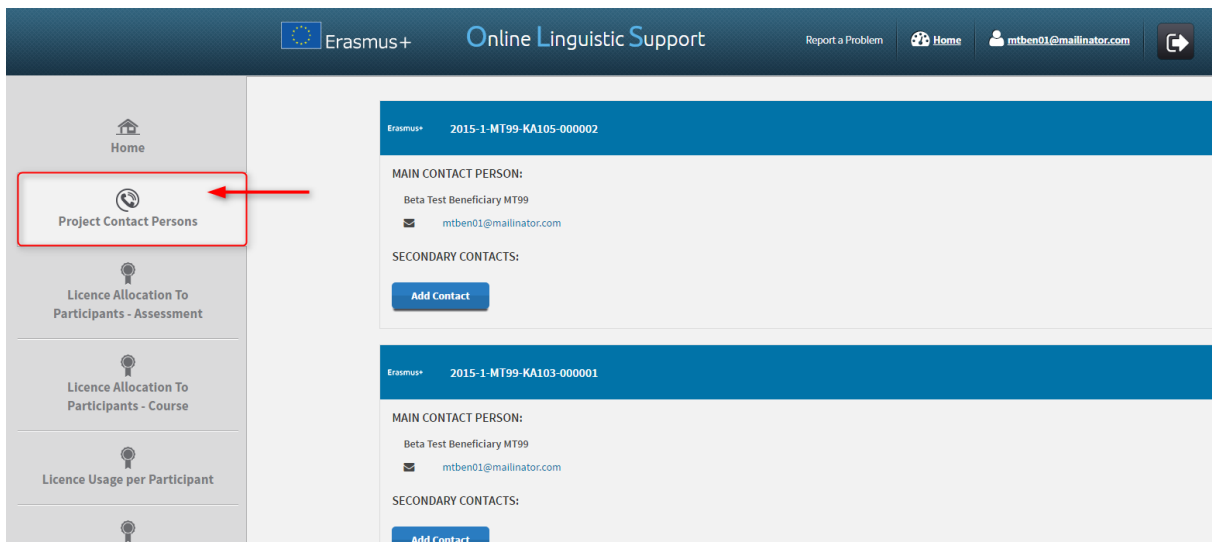 Erasmus+
Online Linguistic Support
Report a Problem
Home
mtben01@mailinator.com
Home
Project Contact Persons
Licence Allocation To
Participants - Assessment
Licence Allocation To
Participants - Course
Licence Usage per Participant
Erasmus+ 2015-1-MT99-KA105-000002
MAIN CONTACT PERSON:
Beta Test Beneficiary MT99
mtben01@mailinator.com
SECONDARY CONTACTS:
Add Contact
Erasmus+ 2015-1-MT99-KA103-000001
MAIN CONTACT PERSON:
Beta Test Beneficiary MT99
mtben01@mailinator.com
SECONDARY CONTACTS:
Add Contact